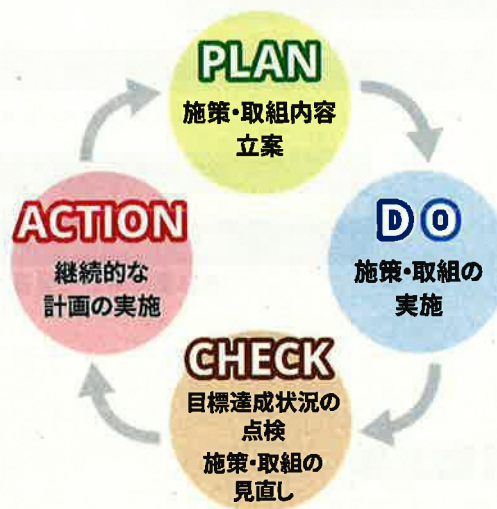 PLAN
施策・取組内容
立案
DO
施策・取組の
実施
CHECK
目標達成状況の
点検
施策・取組の
見直し
ACTION
継続的な
計画の実施